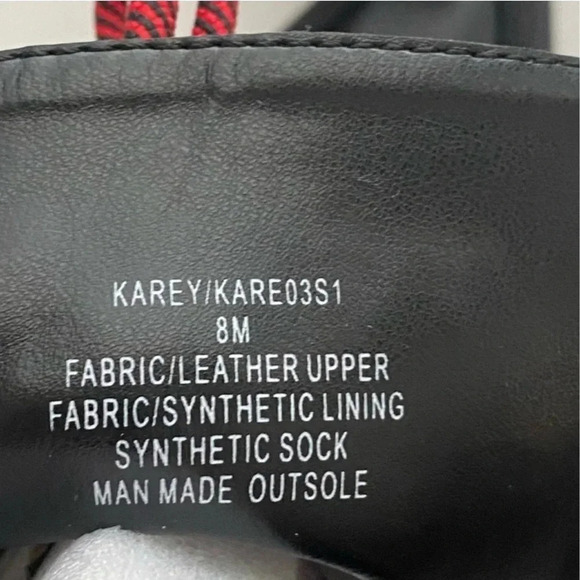 KAREY/KARE03S1
8M
FABRIC/LEATHER UPPER
FABRIC/SYNTHETIC LINING
SYNTHETIC SOCK
MAN MADE OUTSOLE